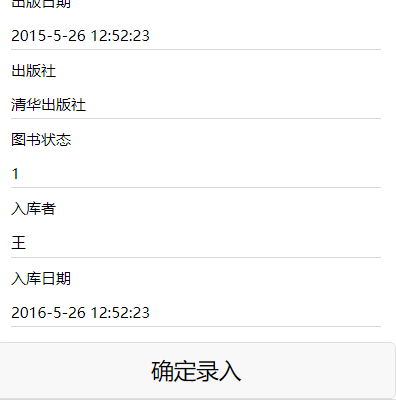 出版日期
2015-5-26 12:52:23
出版社
清华出版社
图书状态
1
入库者
王
入库日期
2016-5-26 12:52:23
确定录入